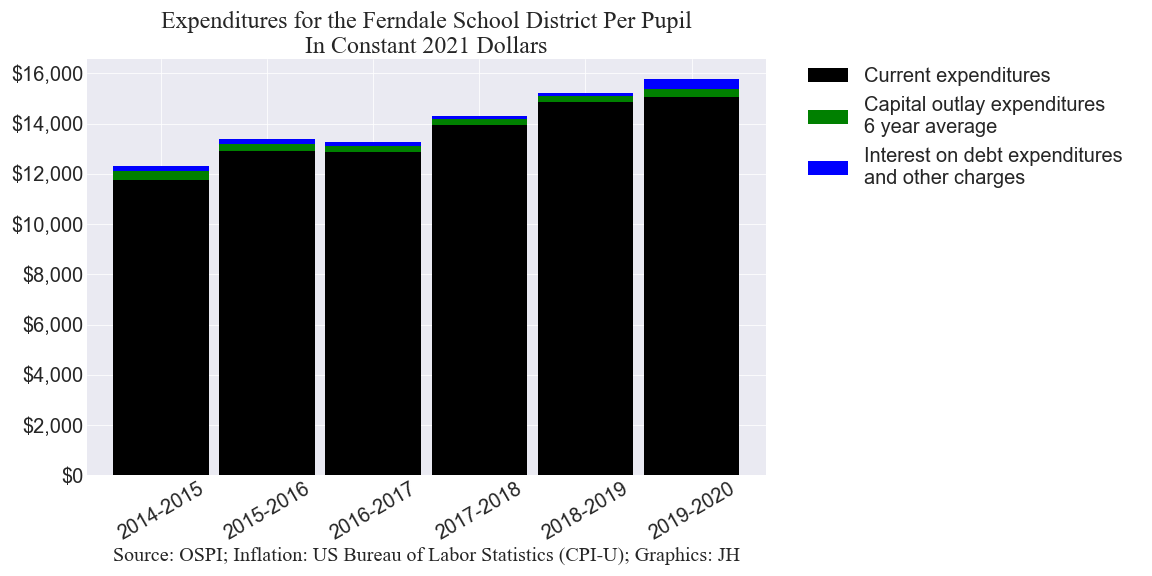 Expenditures for the Ferndale School District Per Pupil
In Constant 2021 Dollars
$16,000
$14,000
$12,000
$10,000
$8,000
$6,000
$4,000
$2,000
$0
2014-2015
2015-2016
2016-2017
2017-2018
2018-2019
2019-2020
Current expenditures
Capital outlay expenditures
6 year average
Interest on debt expenditures
and other charges
Source: OSPI; Inflation: US Bureau of Labor Statistics (CPI-U); Graphics: JH